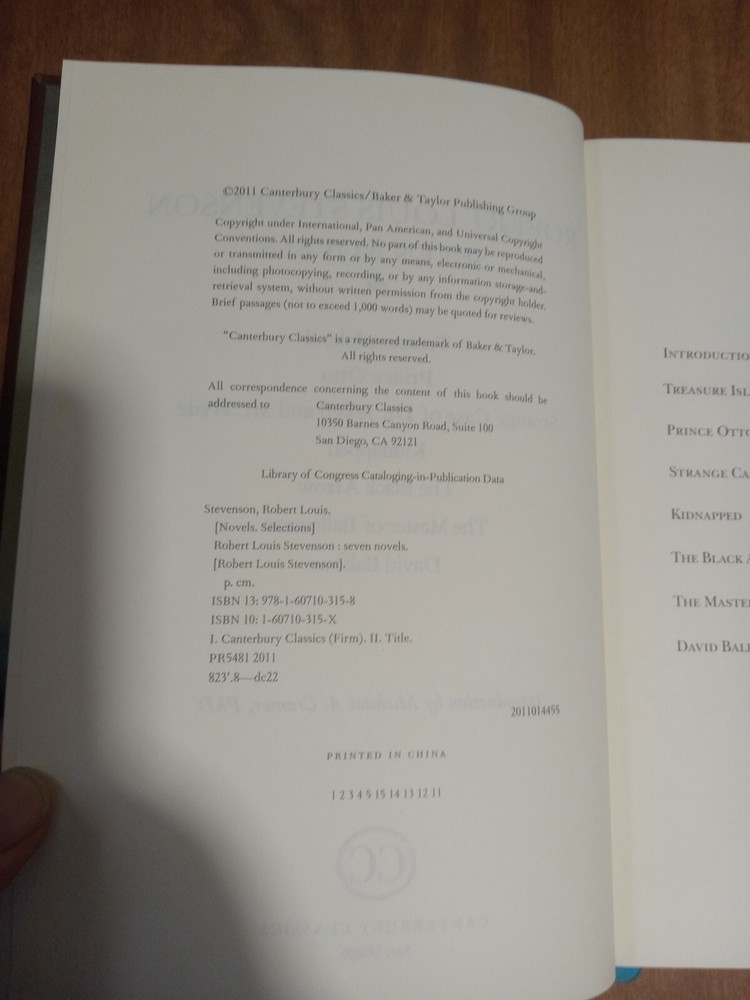 ©2011 Canterbury Classics/Baker & Taylor Publishing Group
Copyright under International, Pan American, and Universal Copyright
Conventions. All rights reserved. No part of this book may be reproduced
or transmitted in any form or by any means, electronic or mechanical,
including photocopying, recording, or by any information storage-and-
retrieval system, without written permission from the copyright holder.
Brief passages (not to exceed 1,000 words) may be quoted for reviews.
"Canterbury Classics" is a registered trademark of Baker & Taylor.
All rights reserved.
All correspondence concerning the content of this book should be
addressed to Canterbury Classics
10350 Barnes Canyon Road, Suite 100
San Diego, CA 92121
Library of Congress Cataloging-in-Publication Data
Stevenson, Robert Louis.
[Novels. Selections]
Robert Louis Stevenson : seven novels.
[Robert Louis Stevenson].
p. cm.
ISBN 13: 978-1-60710-315-8
ISBN 10: 1-60710-315-X
I. Canterbury Classics (Firm). II. Title.
PR5481 2011
823'.8—dc22
2011014455
PRINTED IN CHINA
1 2 3 4 5 15 14 13 12 11
INTRODUCTIO
TREASURE ISL
PRINCE OTTO
STRANGE CA
KIDNAPPED
THE BLACK A
THE MASTE
DAVID BAL